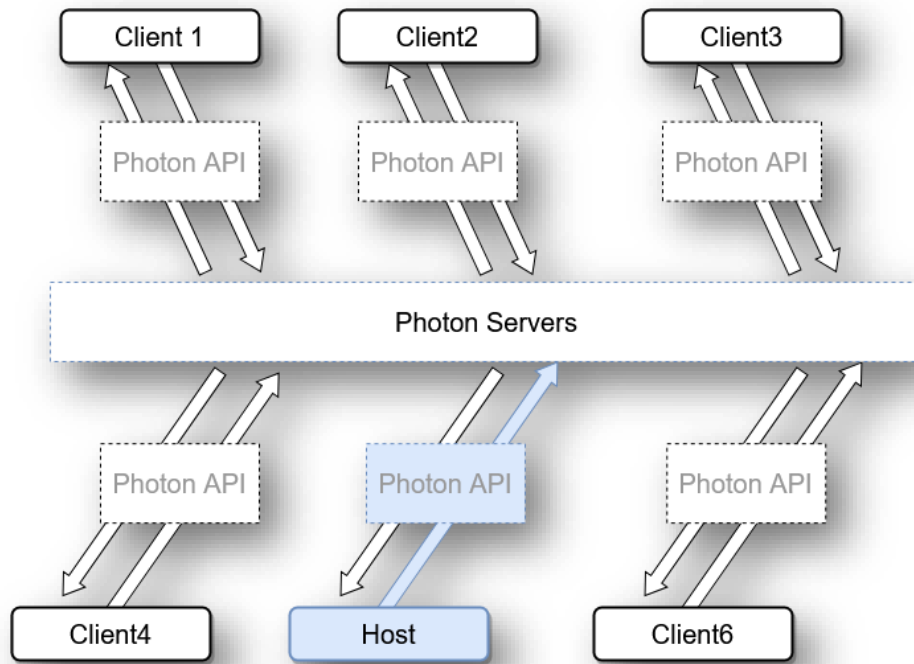 Client 1
Client2
Client3
Photon API
Photon API
Photon API
Photon Servers
Photon API
Photon API
Photon API
Client4
Host
Client6